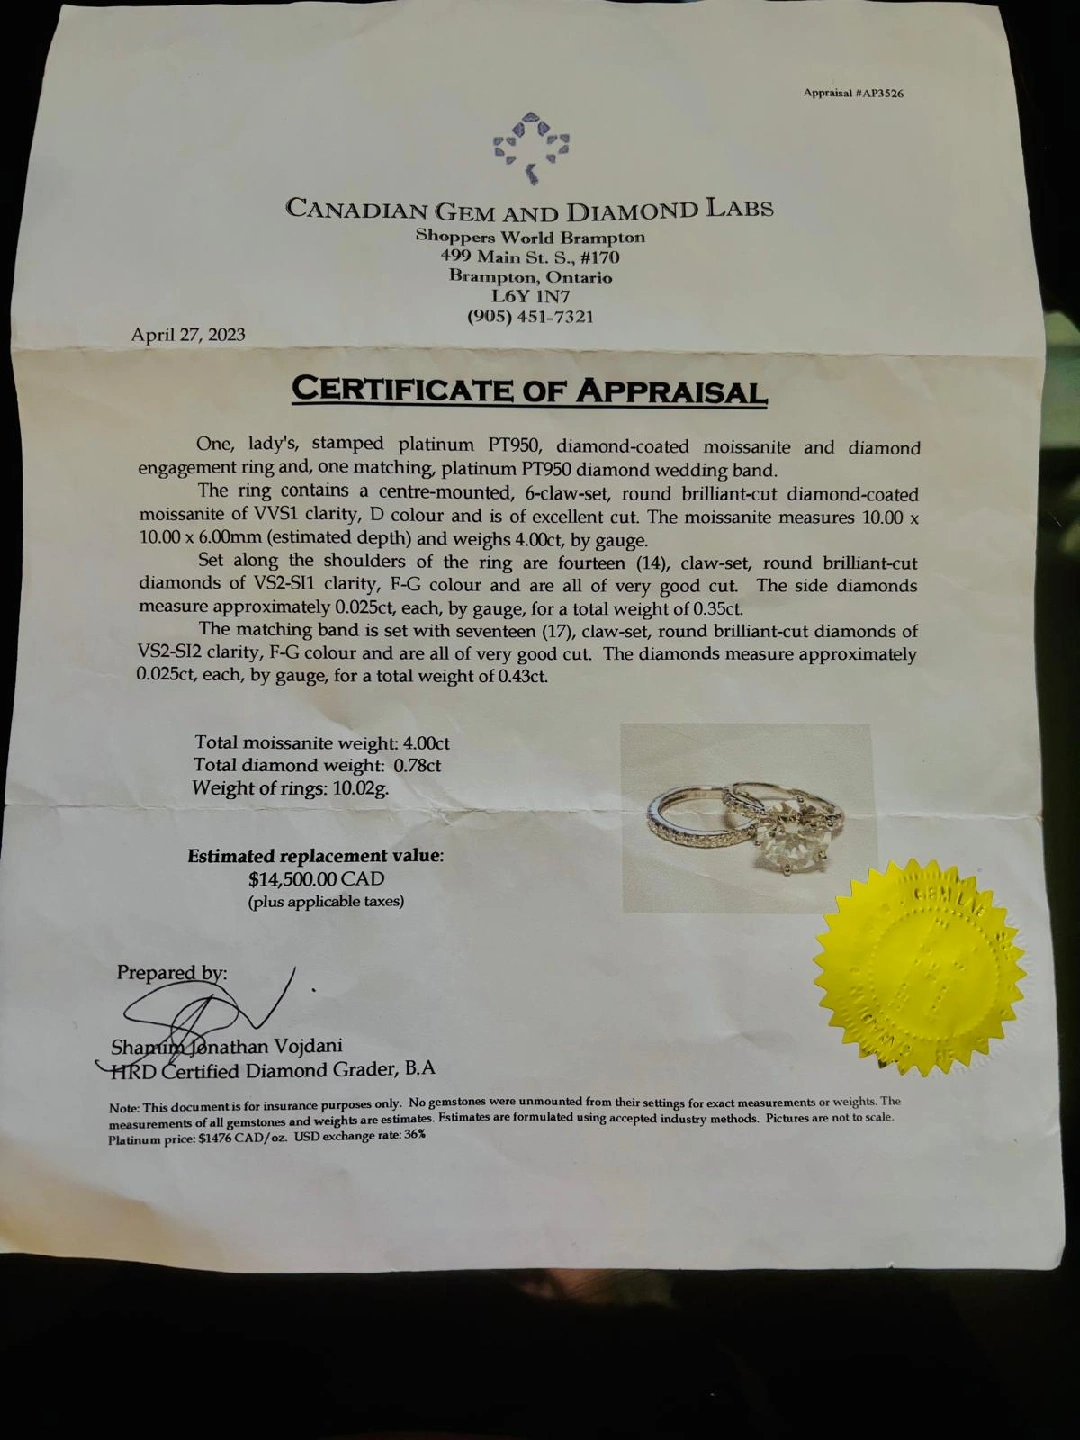 Appraisal #AP3526
CANADIAN GEM AND DIAMOND LABS
Shoppers World Brampton
499 Main St. S., #170
Brampton, Ontario
L6Y 1N7
(905) 451-7321
April 27, 2023
CERTIFICATE OF APPRAISAL
One, lady's, stamped platinum PT950, diamond-coated moissanite and diamond
engagement ring and, one matching, platinum PT950 diamond wedding band.
The ring contains a centre-mounted, 6-claw-set, round brilliant-cut diamond-coated
moissanite of VVS1 clarity, D colour and is of excellent cut. The moissanite measures 10.00 x
10.00 x 6.00mm (estimated depth) and weighs 4.00ct, by gauge.
Set along the shoulders of the ring are fourteen (14), claw-set, round brilliant-cut
diamonds of VS2-SI1 clarity, F-G colour and are all of very good cut. The side diamonds
measure approximately 0.025ct, each, by gauge, for a total weight of 0.35ct.
The matching band is set with seventeen (17), claw-set, round brilliant-cut diamonds of
VS2-SI2 clarity, F-G colour and are all of very good cut. The diamonds measure approximately
0.025ct, each, by gauge, for a total weight of 0.43ct.
Total moissanite weight: 4.00ct
Total diamond weight: 0.78ct
Weight of rings: 10.02g.
Estimated replacement value:
$14,500.00 CAD
(plus applicable taxes)
GEM LAB
Prepared by:
Shamim Jonathan Vojdani
HRD Certified Diamond Grader, B.A
Note: This document is for insurance purposes only. No gemstones were unmounted from their settings for exact measurements or weights. The
measurements of all gemstones and weights are estimates. Estimates are formulated using accepted industry methods. Pictures are not to scale.
Platinum price: $1476 CAD/oz. USD exchange rate: 36%